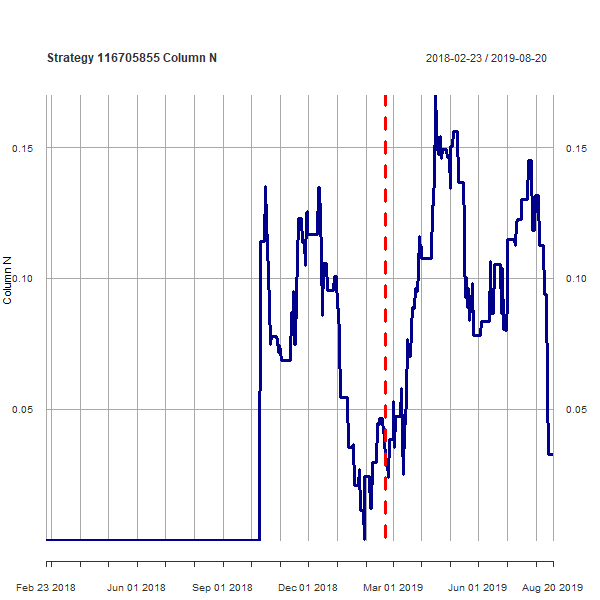 Strategy 116705855 Column N
2018-02-23 / 2019-08-20
0.15
0.15
0.10
0.10
Column N
0.05
0.05
Feb 23 2018
Jun 01 2018
Sep 01 2018
Dec 01 2018
Mar 01 2019
Jun 01 2019
Aug 20 2019